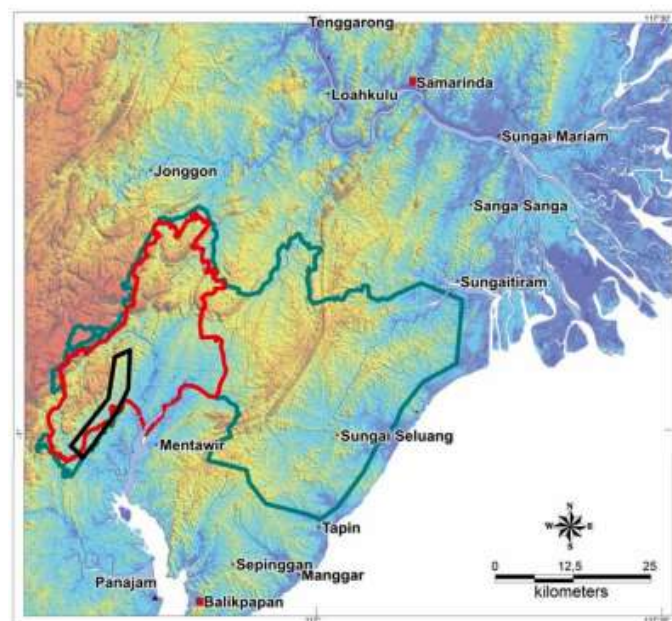 Tenggarong
Samarinda
Loahkulu
Sungai Mariam
Jonggon
Sanga Sanga
Sungaitiram
Mentawir
Sungai Seluang
Tapin
Sepinggan
Manggar
Panajam
Balikpapan
N
W E
S
0 12,5 25
kilometers